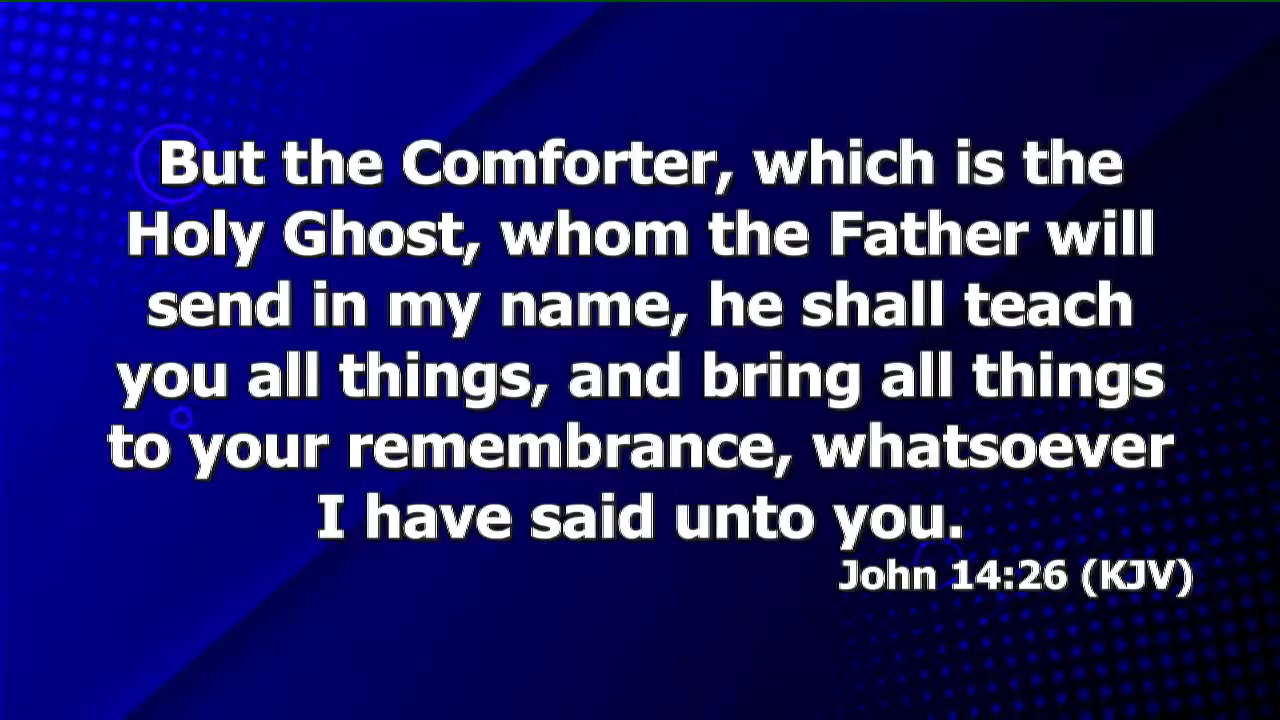 But the Comforter, which is the
Holy Ghost, whom the Father will
send in my name, he shall teach
you all things, and bring all things
to your remembrance, whatsoever
I have said unto you.
John 14:26 (KJV)